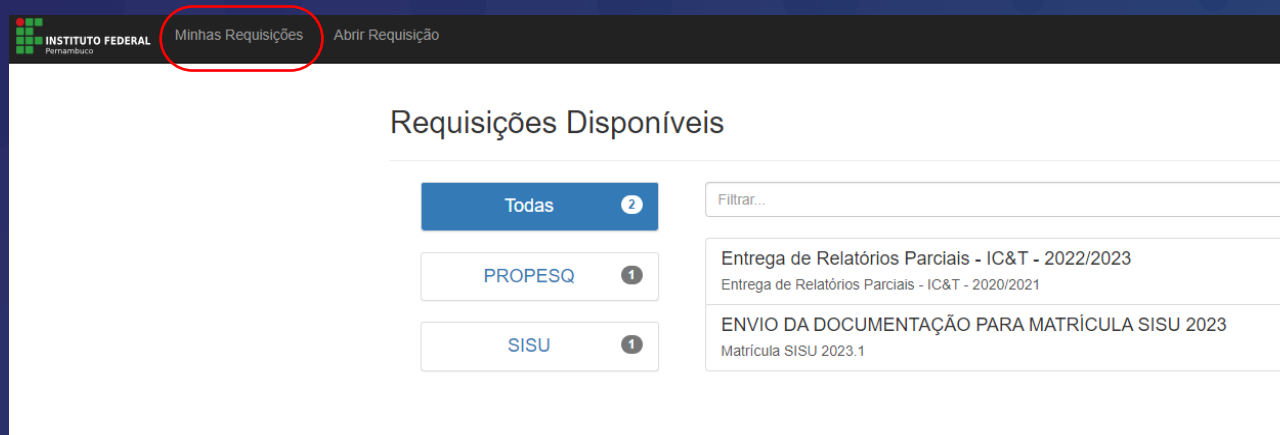 INSTITUTO FEDERAL
Pernambuco
Minhas Requisições
Abrir Requisição
Requisições Disponíveis
Todas 2
PROPESQ 1
SISU 1
Filtrar...
Entrega de Relatórios Parciais - IC&T - 2022/2023
Entrega de Relatórios Parciais - IC&T - 2020/2021
ENVIO DA DOCUMENTAÇÃO PARA MATRÍCULA SISU 2023
Matrícula SISU 2023.1